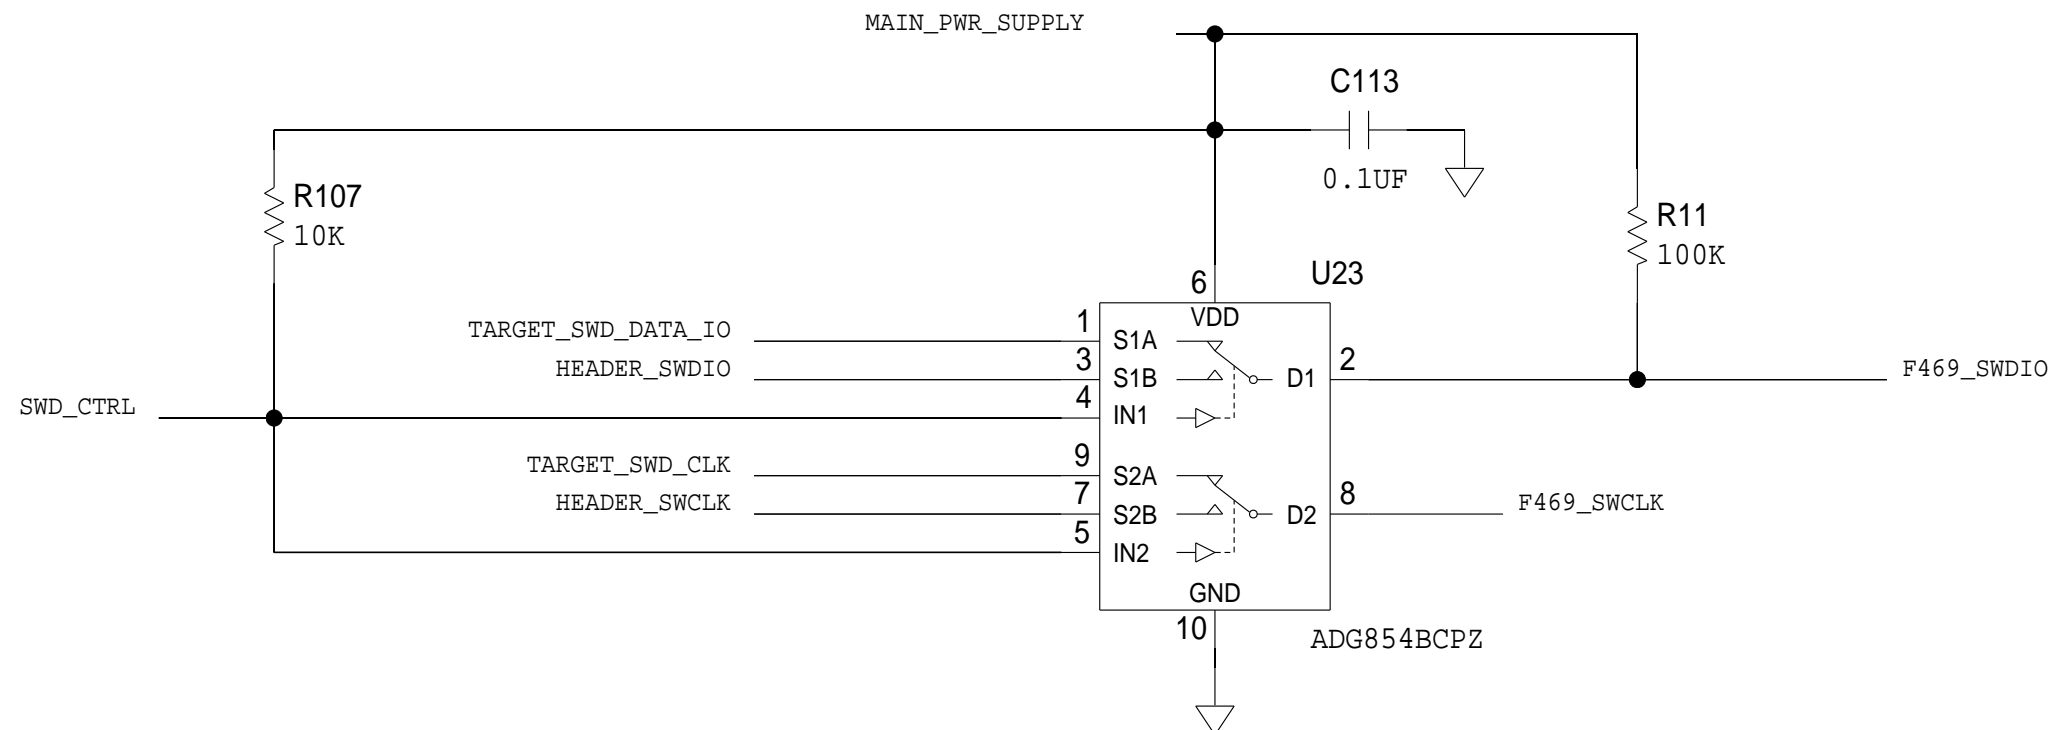 MAIN_PWR_SUPPLY
C113
0.1UF
R107
10K
R11
100K
U23
6
VDD
TARGET_SWD_DATA_IO
1
S1A
HEADER_SWDIO
3
S1B
D1
2
F469_SWDIO
SWD_CTRL
4
IN1
TARGET_SWD_CLK
9
S2A
HEADER_SWCLK
7
S2B
D2
8
F469_SWCLK
5
IN2
GND
10
ADG854BCPZ